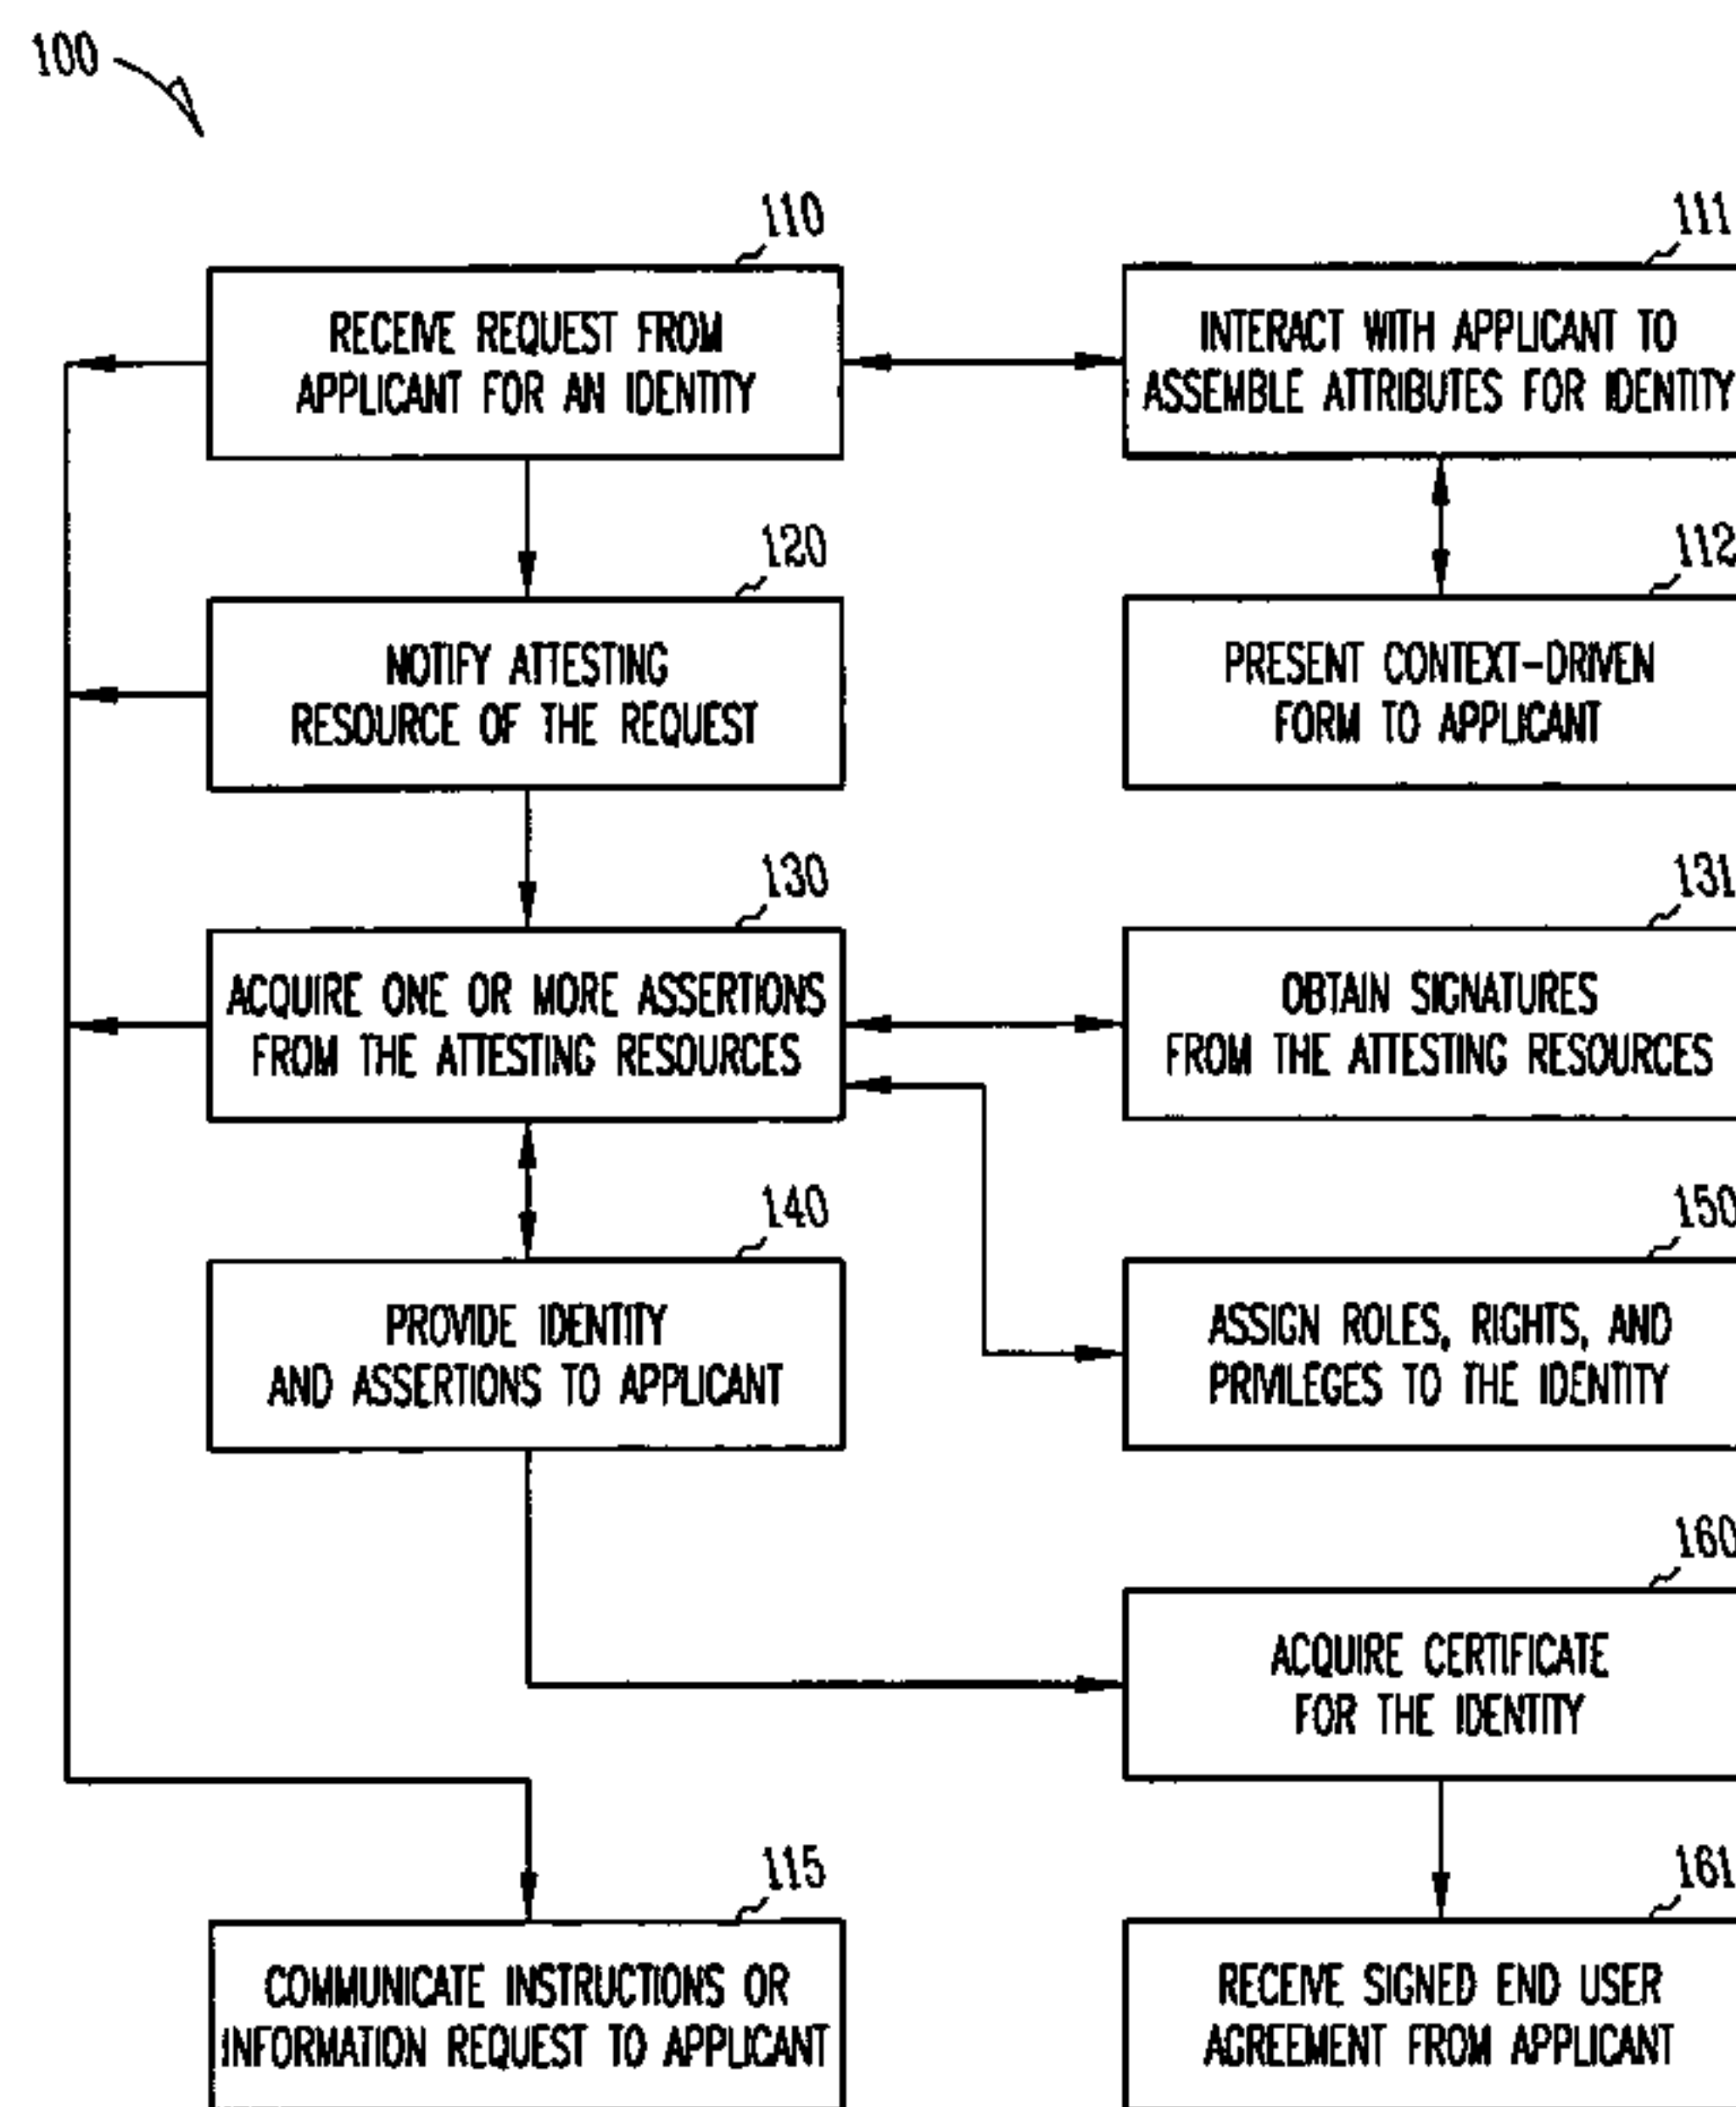 100
110
RECEIVE REQUEST FROM
APPLICANT FOR AN IDENTITY
111
INTERACT WITH APPLICANT TO
ASSEMBLE ATTRIBUTES FOR IDENTITY
120
NOTIFY ATTESTING
RESOURCE OF THE REQUEST
112
PRESENT CONTEXT-DRIVEN
FORM TO APPLICANT
130
ACQUIRE ONE OR MORE ASSERTIONS
FROM THE ATTESTING RESOURCES
131
OBTAIN SIGNATURES
FROM THE ATTESTING RESOURCES
140
PROVIDE IDENTITY
AND ASSERTIONS TO APPLICANT
150
ASSIGN ROLES, RIGHTS, AND
PRIVILEGES TO THE IDENTITY
160
ACQUIRE CERTIFICATE
FOR THE IDENTITY
115
COMMUNICATE INSTRUCTIONS OR
INFORMATION REQUEST TO APPLICANT
161
RECEIVE SIGNED END USER
AGREEMENT FROM APPLICANT